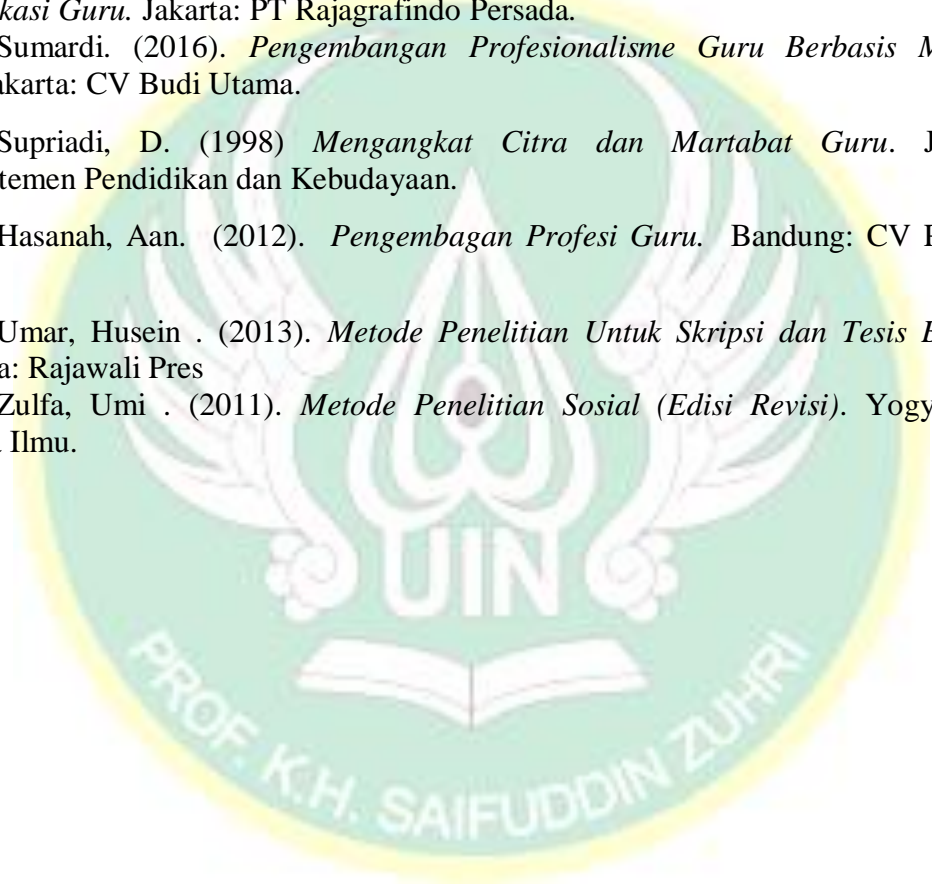 kasi Guru. Jakarta: PT Rajagrafindo Persada.
Sumardi. (2016). Pengembangan Profesionalisme Guru Berbasis M
akarta: CV Budi Utama.
Supriadi, D. (1998) Mengangkat Citra dan Martabat Guru. J
temen Pendidikan dan Kebudayaan.
Hasanah, Aan. (2012). Pengembagan Profesi Guru. Bandung: CV
Umar, Husein . (2013). Metode Penelitian Untuk Skripsi dan Tesis B
a: Rajawali Pres
Zulfa, Umi . (2011). Metode Penelitian Sosial (Edisi Revisi). Yogy
Ilmu.
UIN
PROF. K.H. SAIFUDDIN ZUHRI